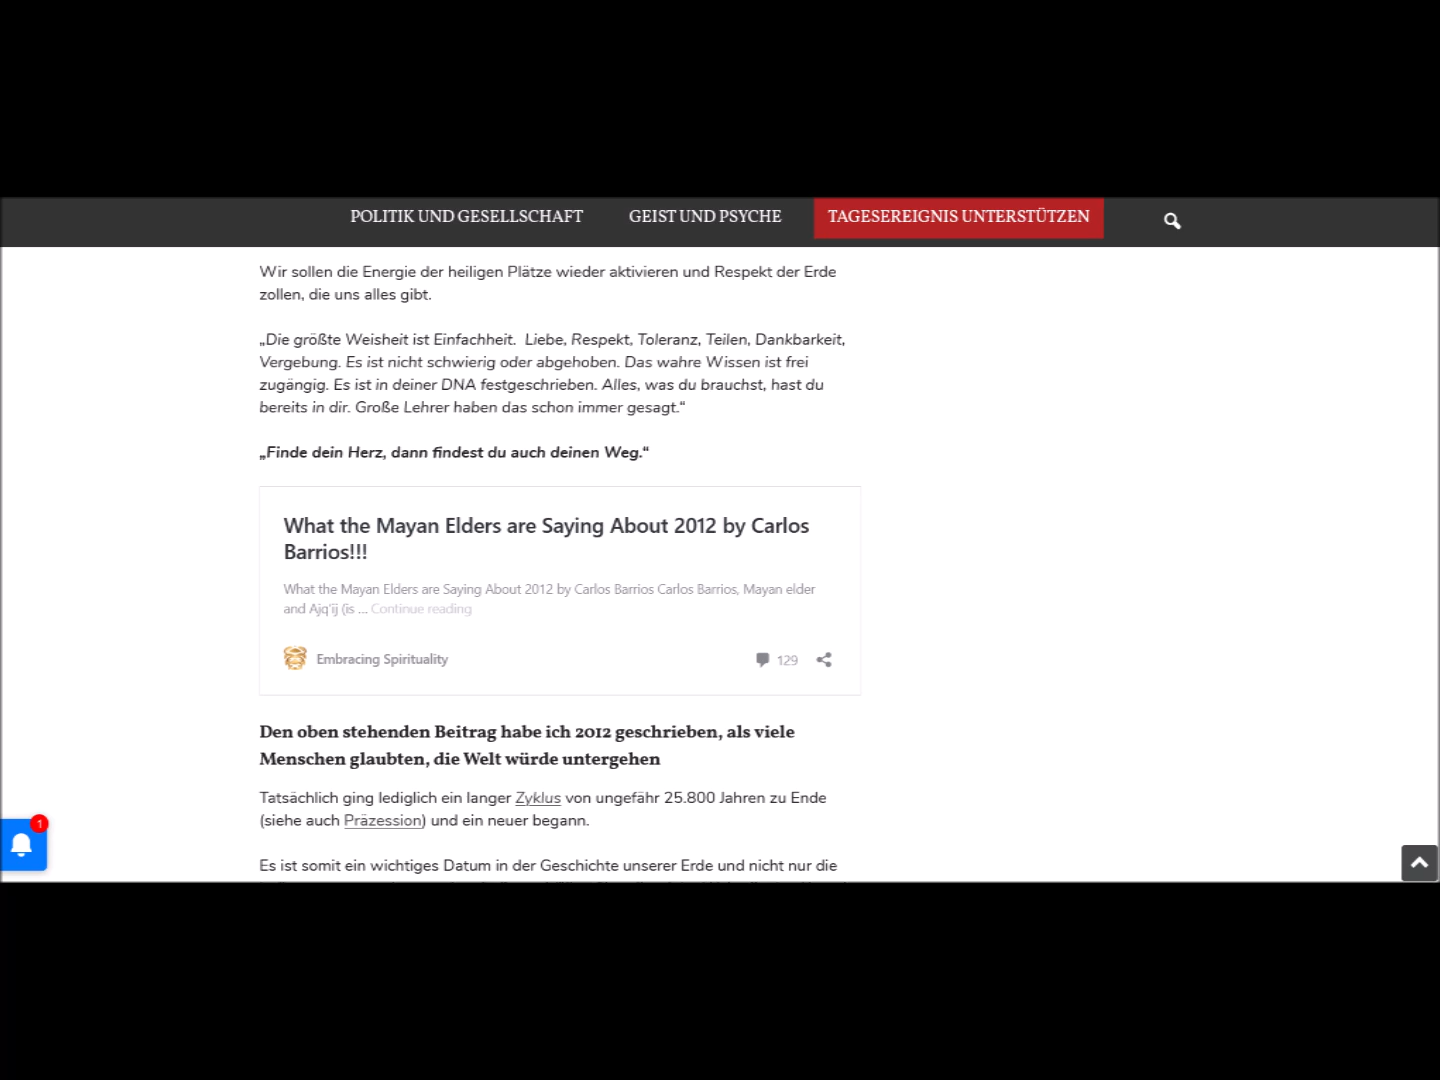 POLITIK UND GESELLSCHAFT GEIST UND PSYCHE TAGESEREIGNIS UNTERSTÜTZEN
Wir sollen die Energie der heiligen Plätze wieder aktivieren und Respekt der Erde
zollen, die uns alles gibt.
„Die größte Weisheit ist Einfachheit.  Liebe, Respekt, Toleranz, Teilen, Dankbarkeit,
Vergebung. Es ist nicht schwierig oder abgehoben. Das wahre Wissen ist frei
zugängig. Es ist in deiner DNA festgeschrieben. Alles, was du brauchst, hast du
bereits in dir. Große Lehrer haben das schon immer gesagt.“
„Finde dein Herz, dann findest du auch deinen Weg.“
What the Mayan Elders are Saying About 2012 by Carlos
Barrios!!!
What the Mayan Elders are Saying About 2012 by Carlos Barrios Carlos Barrios, Mayan elder
and Ajq'ij (is ... Continue reading
Embracing Spirituality 129
Den oben stehenden Beitrag habe ich 2012 geschrieben, als viele
Menschen glaubten, die Welt würde untergehen
Tatsächlich ging lediglich ein langer Zyklus von ungefähr 25.800 Jahren zu Ende
(siehe auch Präzession) und ein neuer begann.
1
Es ist somit ein wichtiges Datum in der Geschichte unserer Erde und nicht nur die